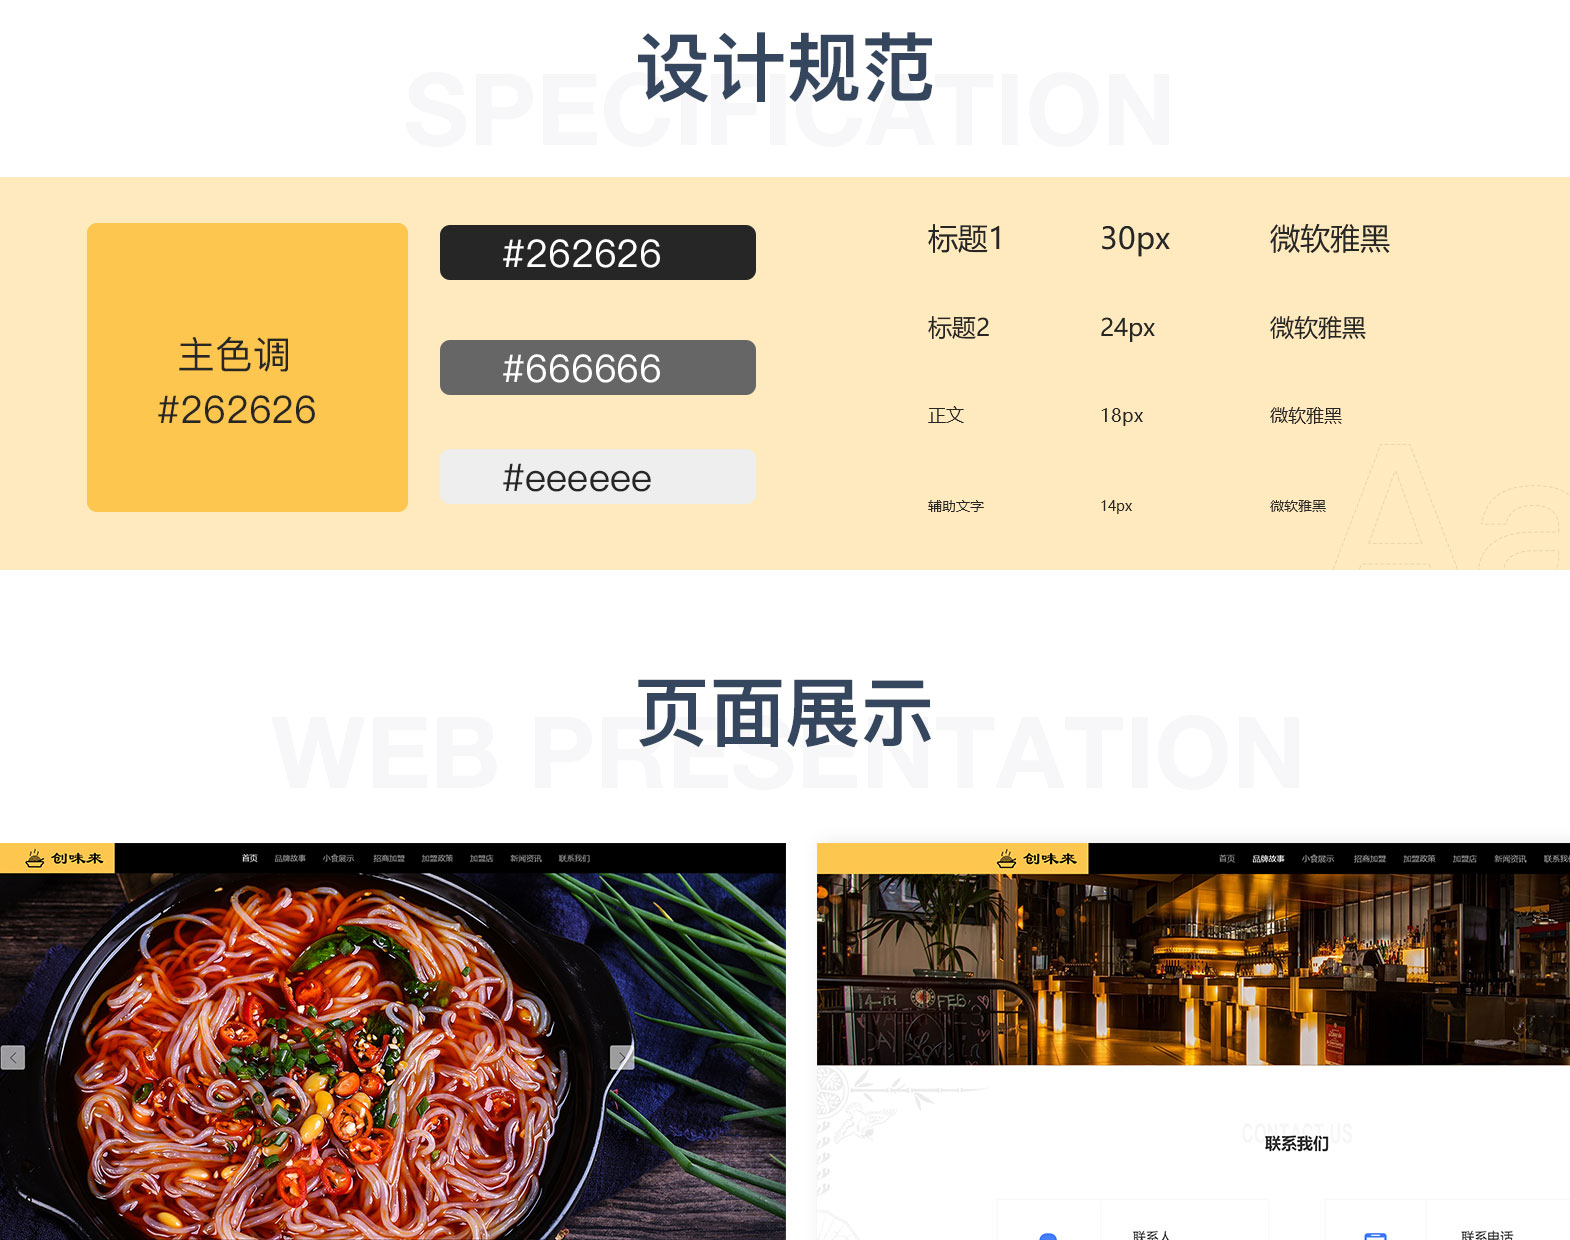 设计规范
SPECIFICATION
主色调
#262626
#262626
#666666
#eeeeee
标题1 30px 微软雅黑
标题2 24px 微软雅黑
正文 18px 微软雅黑
辅助文字 14px 微软雅黑
Aa
页面展示
WEB PRESENTATION
创味来 首页 品牌故事 小食展示 招商加盟 加盟政策 加盟店 新闻资讯 联系我们
创味来 首页 品牌故事 小食展示 招商加盟 加盟政策 加盟店 新闻资讯 联系我们
14-TH FEB.
CONTACT US
联系我们
联系人 联系电话